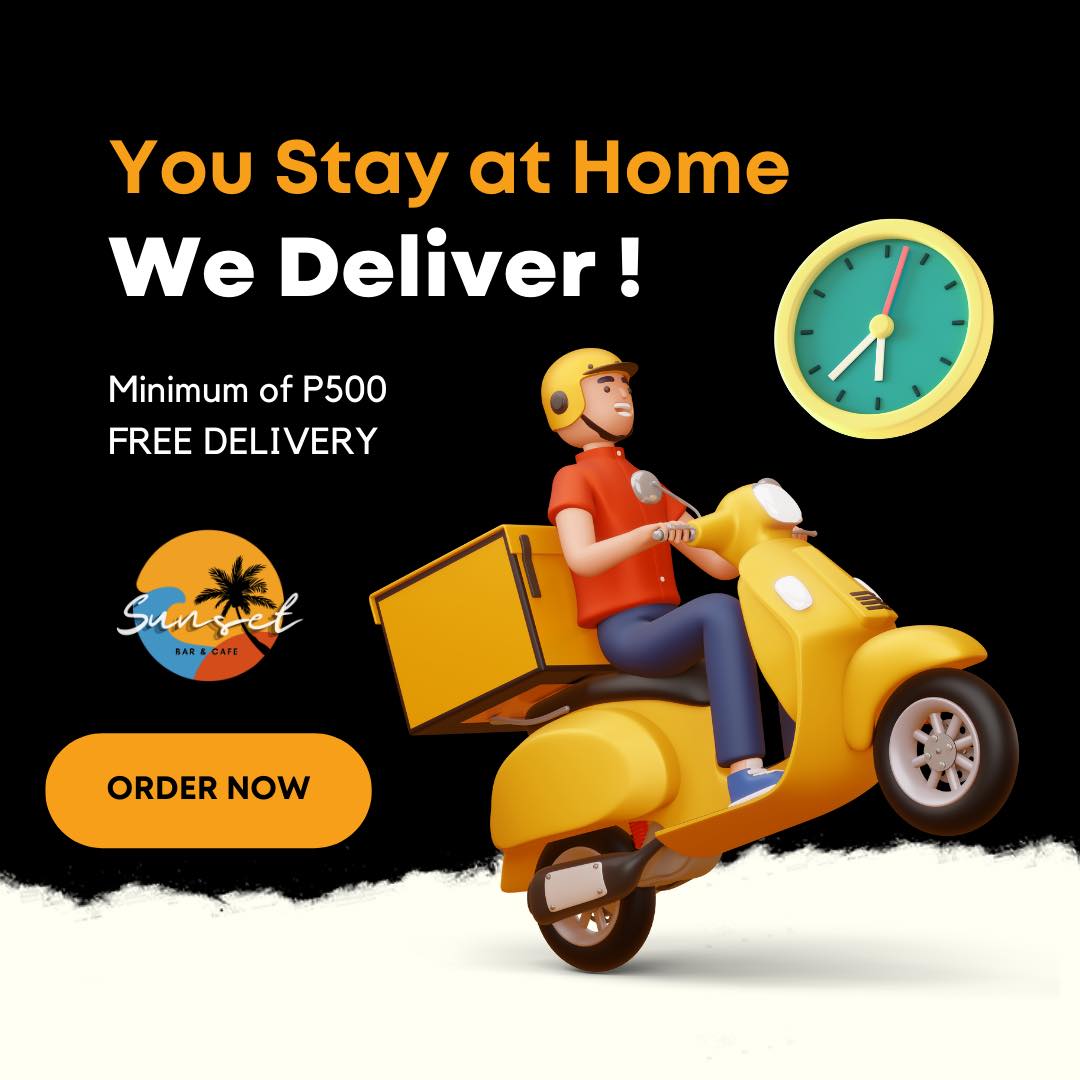 You Stay at Home
We Deliver !
Minimum of P500
FREE DELIVERY
Sunset
BAR & CAFE
ORDER NOW